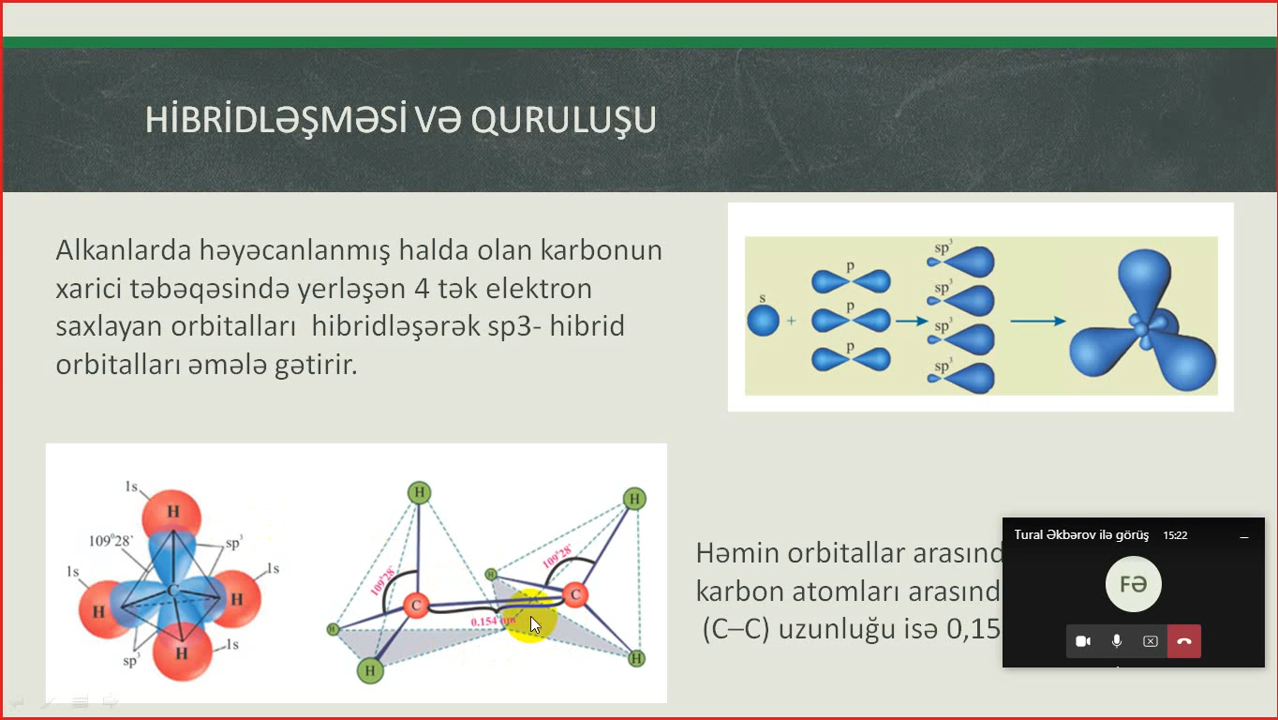 HİBRİDLƏŞMƏSİ VƏ QURULUŞU
Alkanlarda həyəcanlanmış halda olan karbonun
xarici təbəqəsində yerləşən 4 tək elektron
saxlayan orbitalları hibridləşərək sp3- hibrid
orbitalları əmələ gətirir.
s
+
p
p
p
sp³
sp³
sp³
sp³
1s
H
109°28′
sp³
1s
1s
C
H
H
sp³
H
1s
H
H
109°28′
109°28′
H
C
C
0,154 nm
H
H
H
Həmin orbitallar arasınd
karbon atomları arasınd
(C–C) uzunluğu isə 0,15
Tural Əkbərov ilə görüş 15:22
FƏ